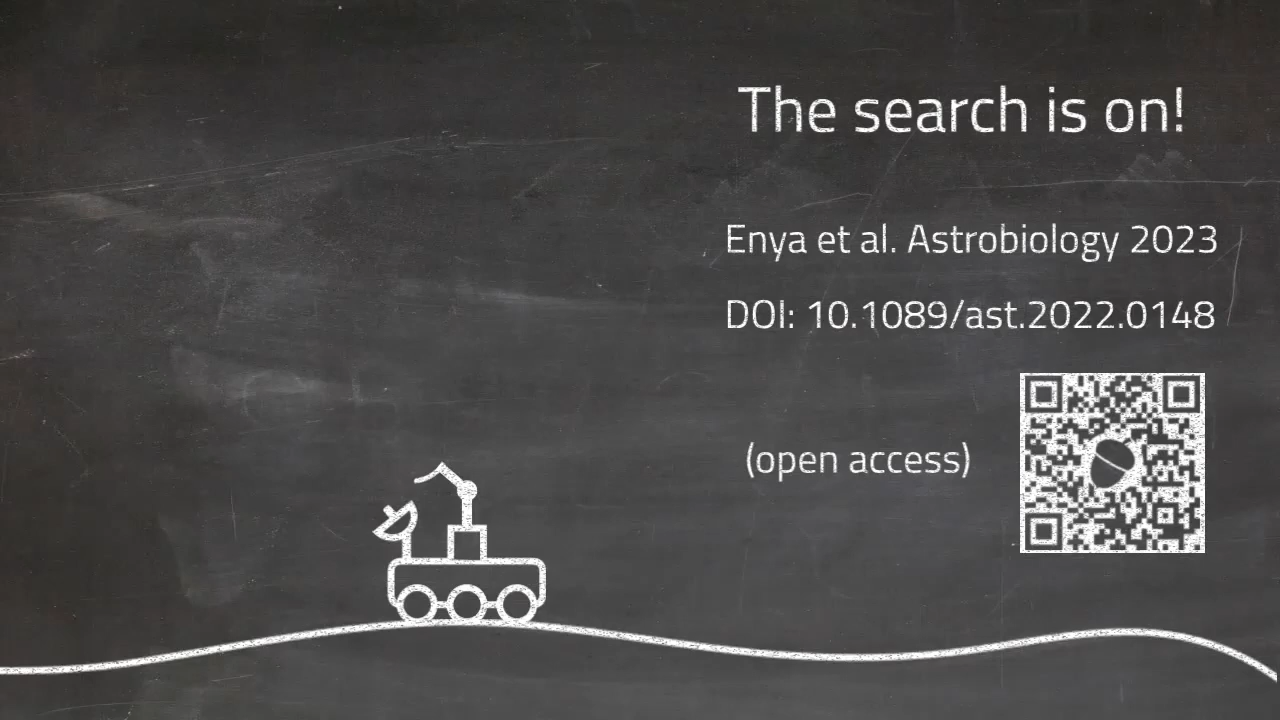 The search is on!
Enya et al. Astrobiology 2023
DOI: 10.1089/ast.2022.0148
(open access)